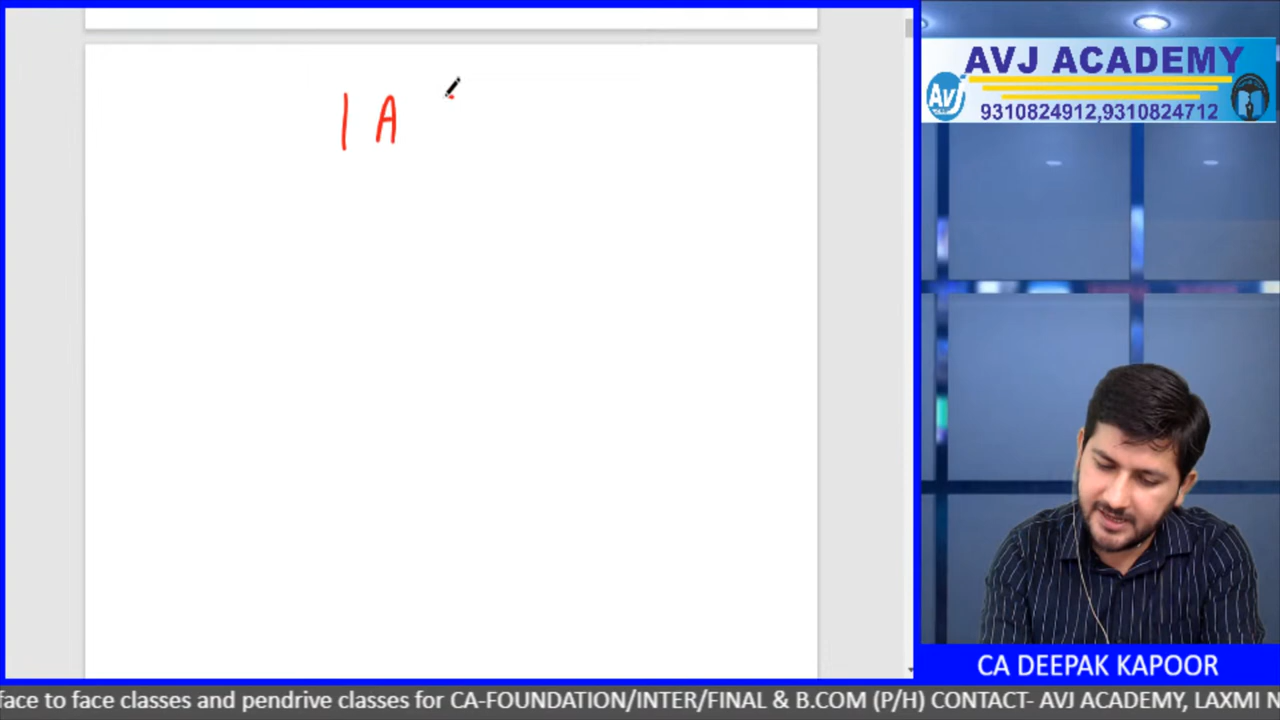 1 A
AVJ ACADEMY
AVJ
9310824912,9310824712
CA DEEPAK KAPOOR
face to face classes and pendrive classes for CA-FOUNDATION/INTER/FINAL & B.COM (P/H) CONTACT- AVJ ACADEMY, LAXMI N